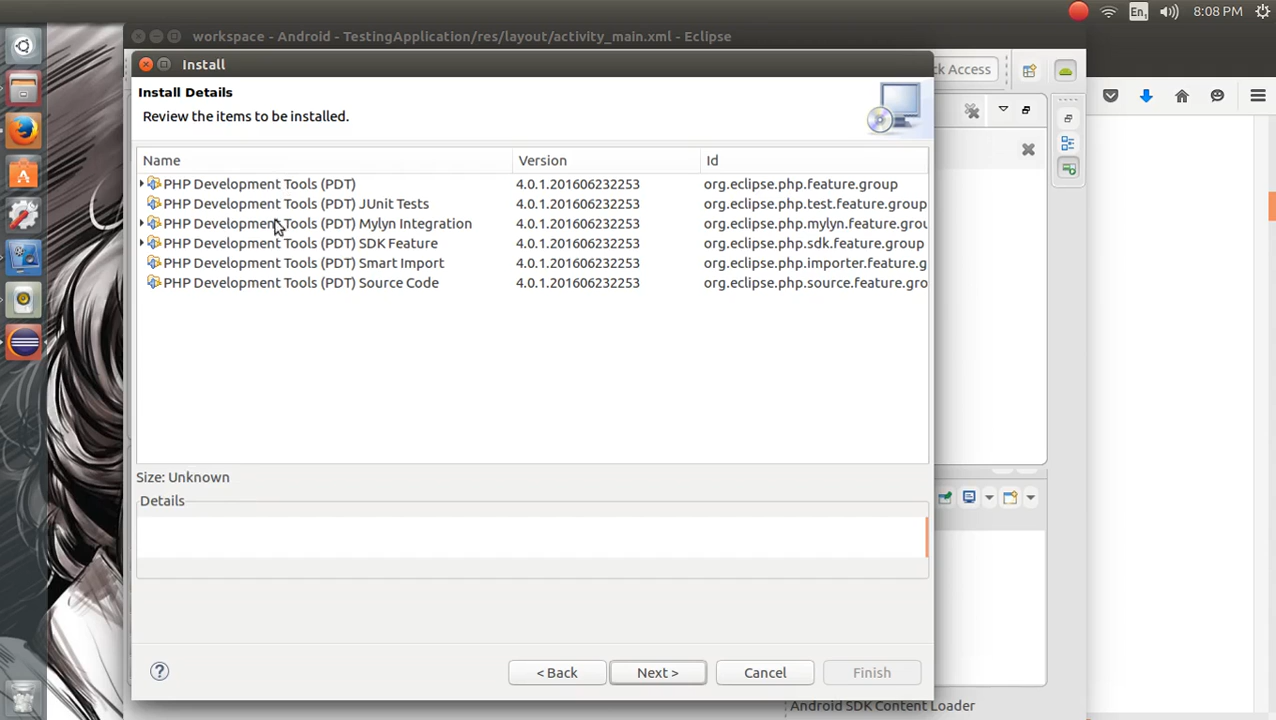 En₁
8:08 PM
workspace - Android - TestingApplication/res/layout/activity_main.xml - Eclipse
Install
ck Access
Install Details
Review the items to be installed.
Name Version Id
PHP Development Tools (PDT) 4.0.1.201606232253 org.eclipse.php.feature.group
PHP Development Tools (PDT) JUnit Tests 4.0.1.201606232253 org.eclipse.php.test.feature.group
PHP Development Tools (PDT) Mylyn Integration 4.0.1.201606232253 org.eclipse.php.mylyn.feature.grou
PHP Development Tools (PDT) SDK Feature 4.0.1.201606232253 org.eclipse.php.sdk.feature.group
PHP Development Tools (PDT) Smart Import 4.0.1.201606232253 org.eclipse.php.importer.feature.g
PHP Development Tools (PDT) Source Code 4.0.1.201606232253 org.eclipse.php.source.feature.gro
Size: Unknown
Details
?
< Back Next > Cancel Finish
Android SDK Content Loader